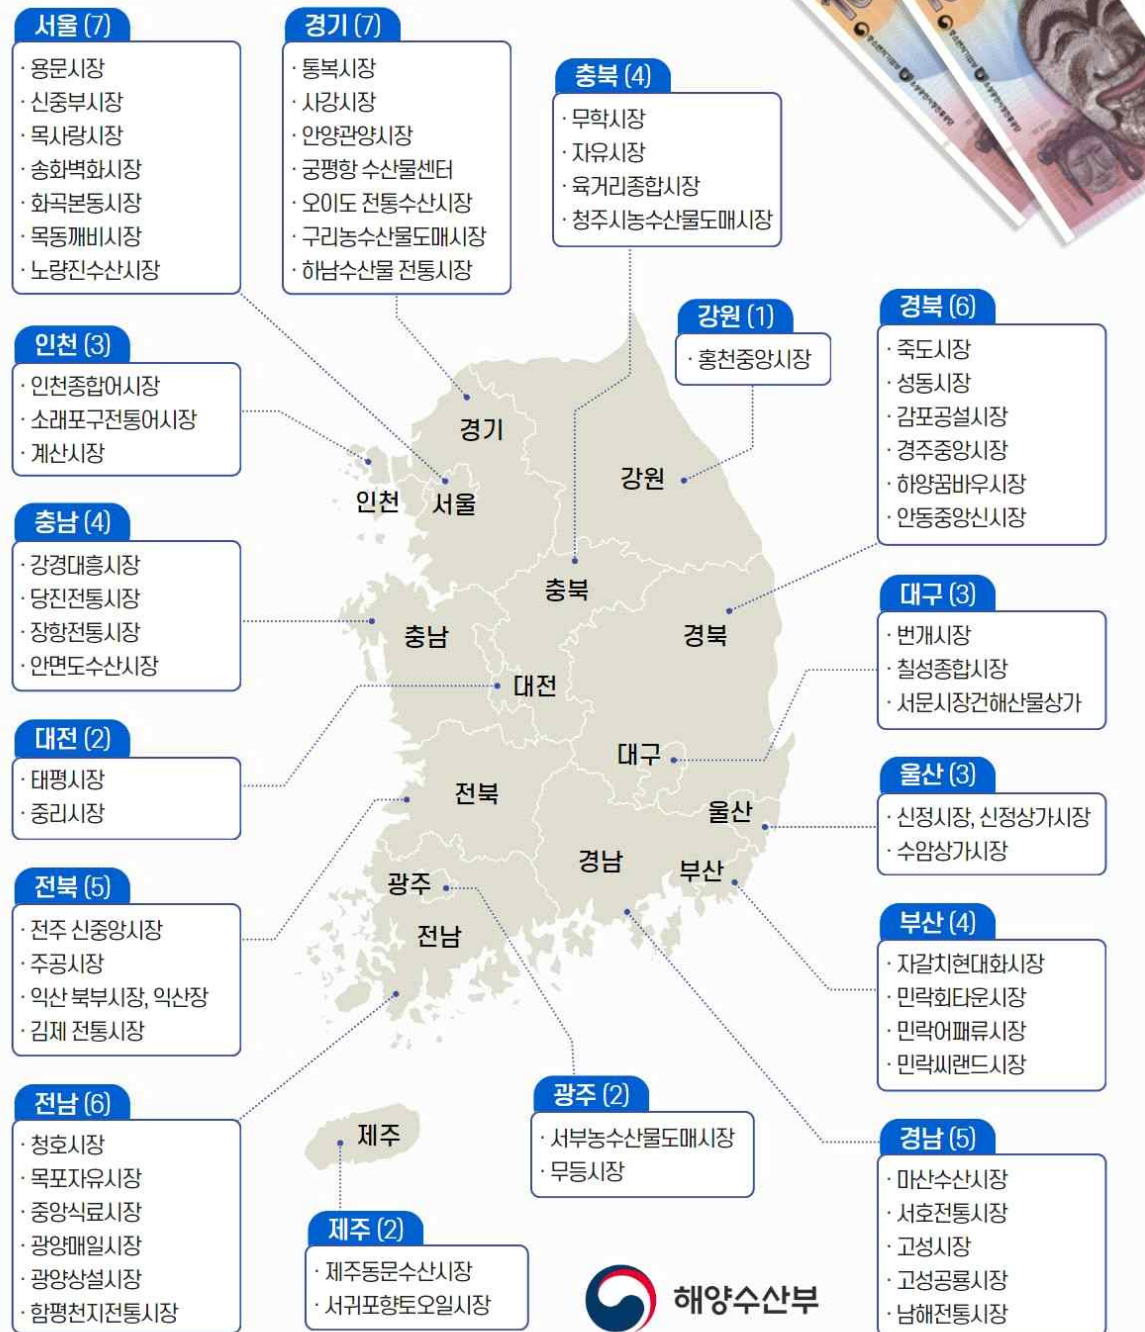 서울 (7)
· 용문시장
· 신중부시장
· 목사랑시장
· 송화벽화시장
· 화곡본동시장
· 목동깨비시장
· 노량진수산시장
경기 (7)
· 통복시장
· 사강시장
· 안양관양시장
· 궁평항 수산물센터
· 오이도 전통수산시장
· 구리농수산물도매시장
· 하남수산물 전통시장
충북 (4)
· 무학시장
· 자유시장
· 육거리종합시장
· 청주시농수산물도매시장
강원 (1)
· 홍천중앙시장
경북 (6)
· 죽도시장
· 성동시장
· 감포공설시장
· 경주중앙시장
· 하양꿈바우시장
· 안동중앙신시장
인천 (3)
· 인천종합어시장
· 소래포구전통어시장
· 계산시장
충남 (4)
· 강경대흥시장
· 당진전통시장
· 장항전통시장
· 안면도수산시장
대구 (3)
· 번개시장
· 칠성종합시장
· 서문시장건해산물상가
대전 (2)
· 태평시장
· 중리시장
울산 (3)
· 신정시장, 신정상가시장
· 수암상가시장
전북 (5)
· 전주 신중앙시장
· 주공시장
· 익산 북부시장, 익산장
· 김제 전통시장
부산 (4)
· 자갈치현대화시장
· 민락회타운시장
· 민락어패류시장
· 민락씨랜드시장
전남 (6)
· 청호시장
· 목포자유시장
· 중앙식료시장
· 광양매일시장
· 광양상설시장
· 함평천지전통시장
광주 (2)
· 서부농수산물도매시장
· 무등시장
경남 (5)
· 마산수산시장
· 서호전통시장
· 고성시장
· 고성공룡시장
· 남해전통시장
제주 (2)
· 제주동문수산시장
· 서귀포향토오일시장
경기
강원
인천
서울
충북
충남
경북
대전
대구
전북
울산
경남
부산
광주
전남
제주
해양수산부